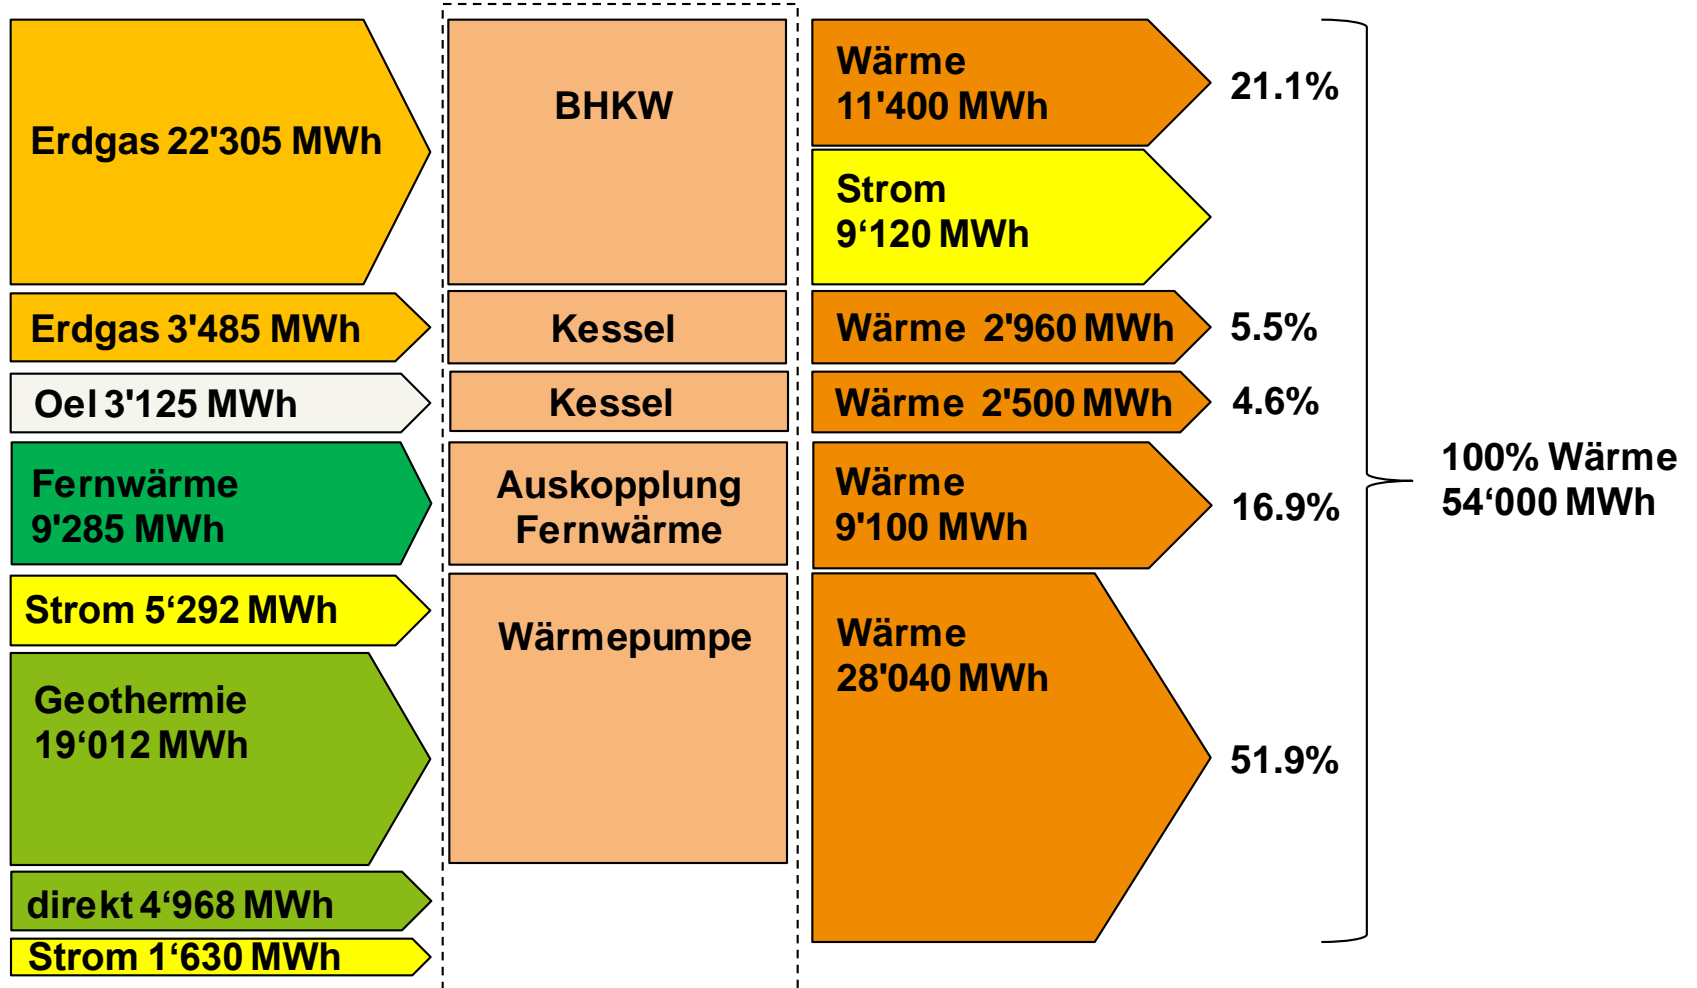 Erdgas 22'305 MWh
BHKW
Wärme
11'400 MWh
21.1%
Strom
9‘120 MWh
Erdgas 3'485 MWh
Kessel
Wärme 2'960 MWh
5.5%
Oel 3'125 MWh
Kessel
Wärme 2'500 MWh
4.6%
Fernwärme
9'285 MWh
Auskopplung
Fernwärme
Wärme
9'100 MWh
16.9%
100% Wärme
54‘000 MWh
Strom 5‘292 MWh
Wärmepumpe
Wärme
28'040 MWh
51.9%
Geothermie
19‘012 MWh
direkt 4‘968 MWh
Strom 1‘630 MWh